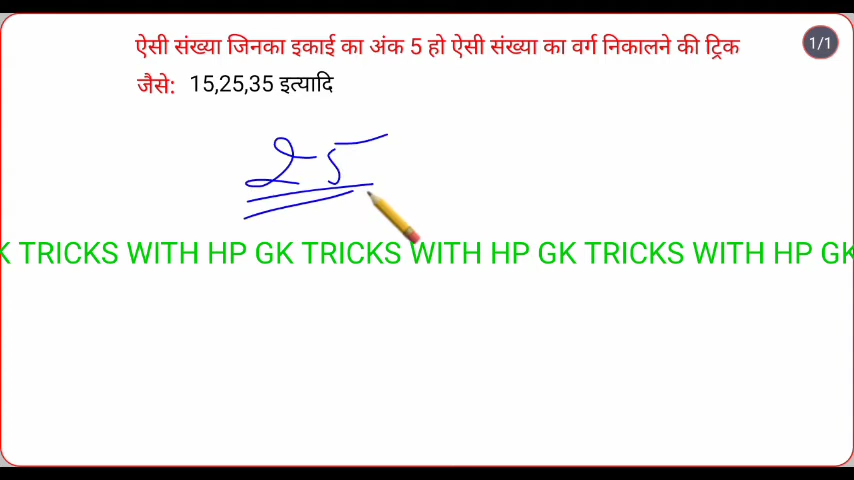 ऐसी संख्या जिनका इकाई का अंक 5 हो ऐसी संख्या का वर्ग निकालने की ट्रिक
1/1
जैसे: 15,25,35 इत्यादि
25
K TRICKS WITH HP GK TRICKS WITH HP GK TRICKS WITH HP GK